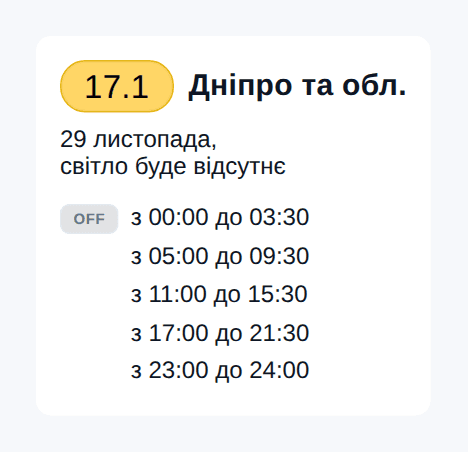 17.1 Дніпро та обл.
29 листопада,
світло буде відсутнє
OFF з 00:00 до 03:30
з 05:00 до 09:30
з 11:00 до 15:30
з 17:00 до 21:30
з 23:00 до 24:00